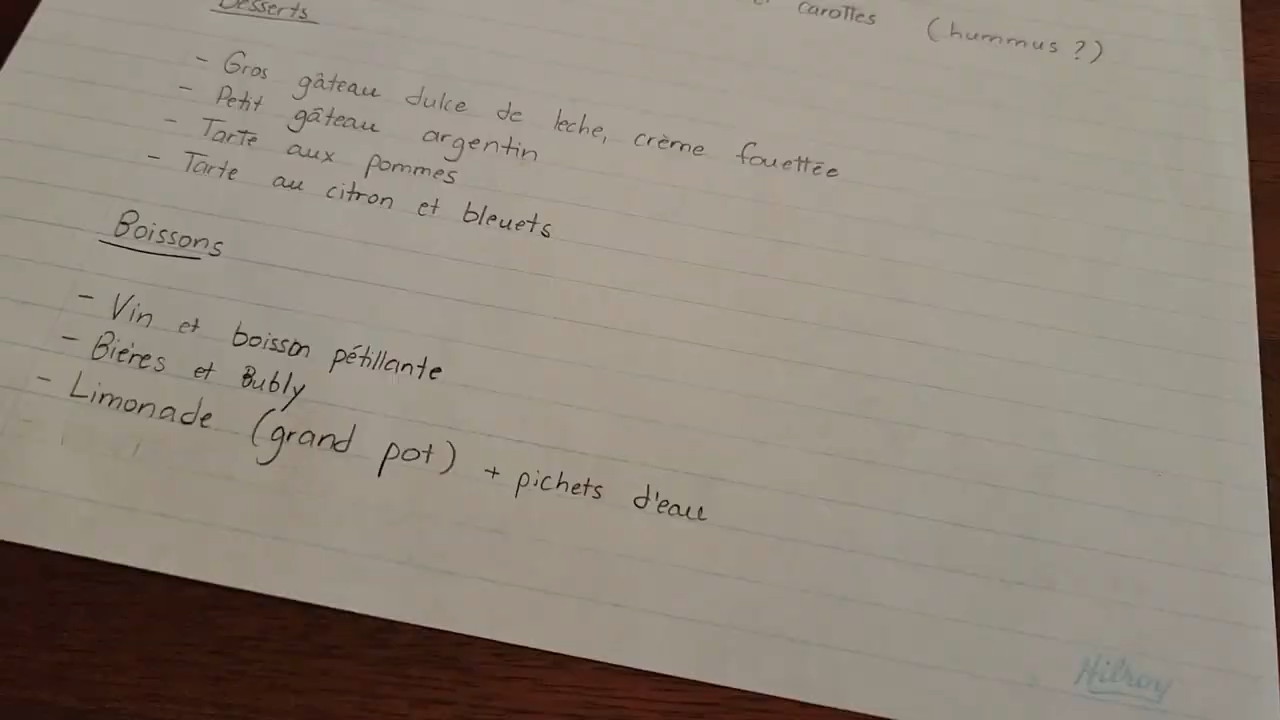 carottes (hummus ?)
Desserts
- Gros gâteau dulce de leche, crème fouettée
- Petit gâteau argentin
- Tarte aux pommes
- Tarte au citron et bleuets
Boissons
- Vin et boisson pétillante
- Bières et Bubly
- Limonade (grand pot) + pichets d'eau
Hilroy